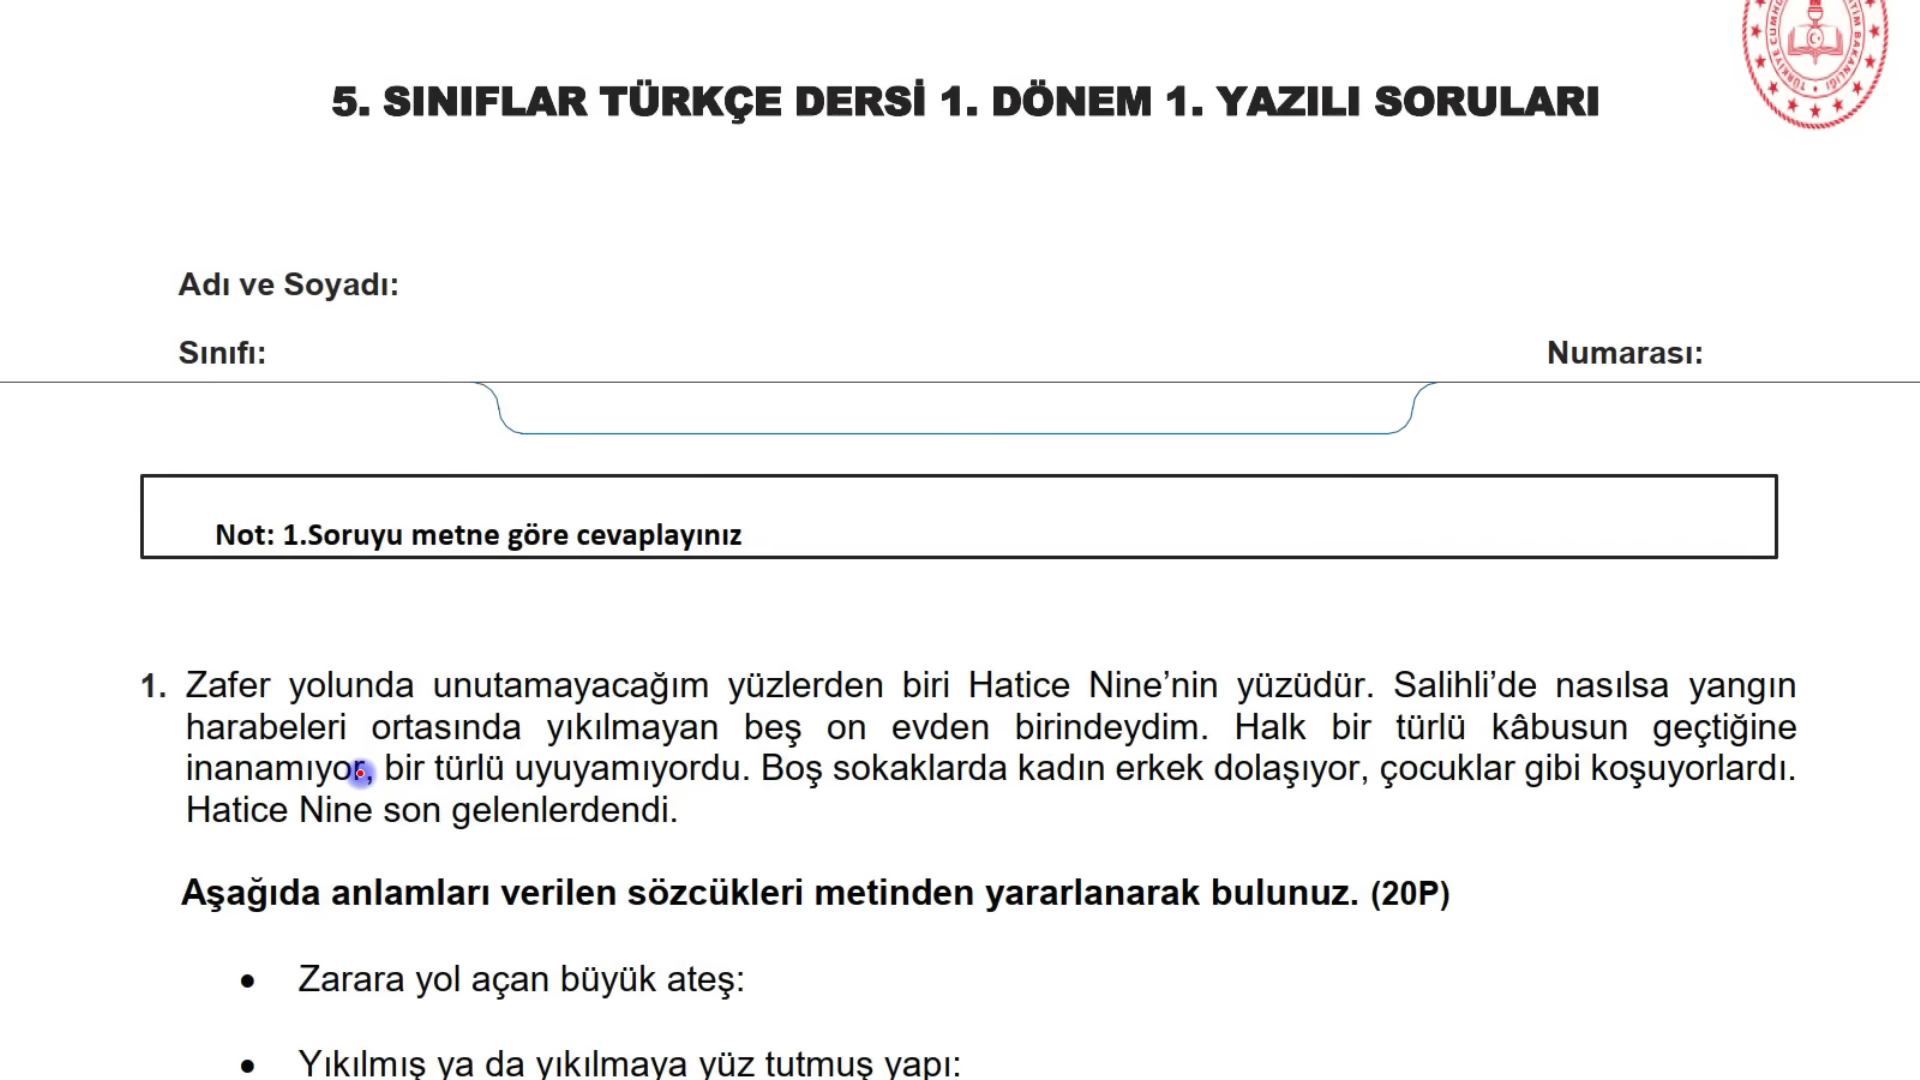 5. SINIFLAR TÜRKÇE DERSİ 1. DÖNEM 1. YAZILI SORULARI
Adı ve Soyadı:
Sınıfı:
Numarası:
Not: 1.Soruyu metne göre cevaplayınız
1. Zafer yolunda unutamayacağım yüzlerden biri Hatice Nine’nin yüzüdür. Salihli’de nasılsa yangın
harabeleri ortasında yıkılmayan beş on evden birindeydim. Halk bir türlü kâbusun geçtiğine
inanamıyor, bir türlü uyuyamıyordu. Boş sokaklarda kadın erkek dolaşıyor, çocuklar gibi koşuyorlardı.
Hatice Nine son gelenlerdendi.
Aşağıda anlamları verilen sözcükleri metinden yararlanarak bulunuz. (20P)
• Zarara yol açan büyük ateş:
• Yıkılmış ya da yıkılmaya yüz tutmuş yapı: